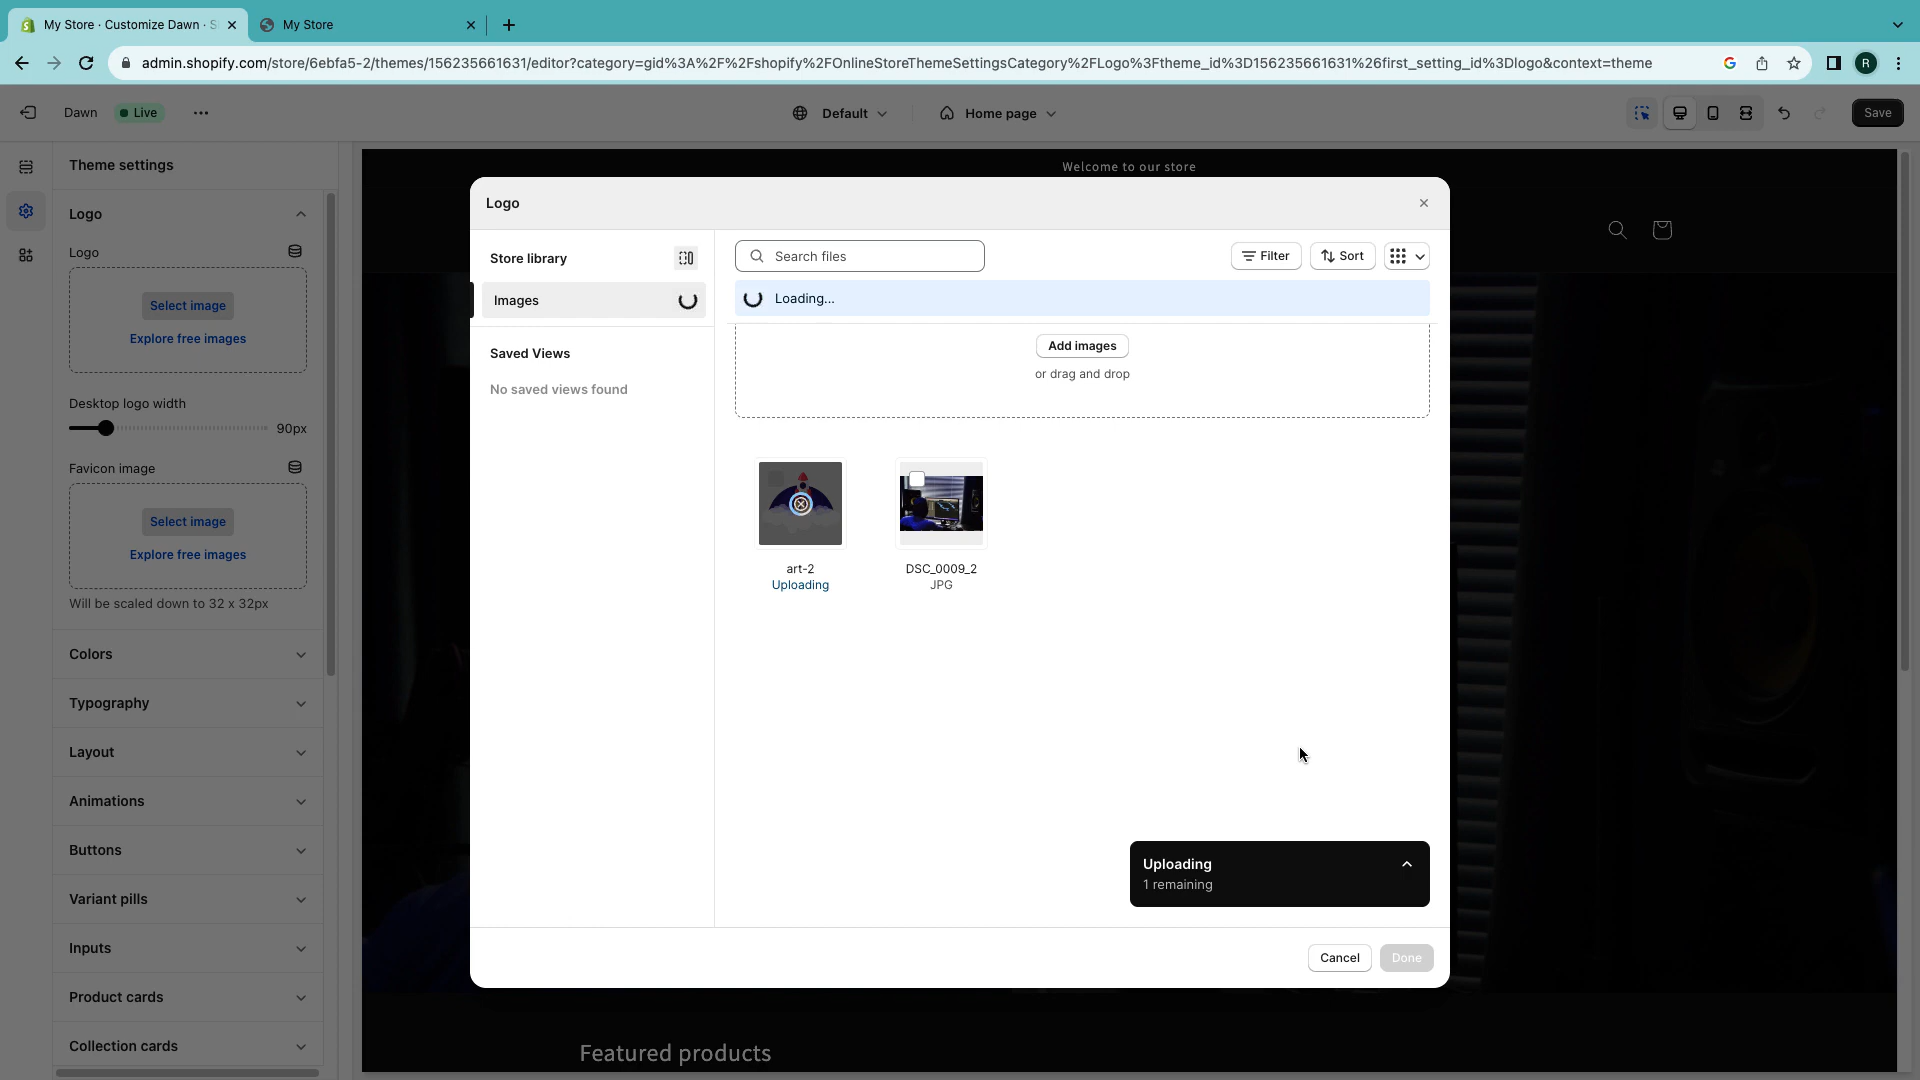 My Store · Customize Dawn · S
My Store
admin.shopify.com/store/6ebfa5-2/themes/156235661631/editor?category=gid%3A%2F%2Fshopify%2FOnlineStoreThemeSettingsCategory%2FLogo%3Ftheme_id%3D156235661631%26first_setting_id%3Dlogo&context=theme
R
Dawn
Live
Default
Home page
Save
Theme settings
Logo
Logo
Select image
Explore free images
Desktop logo width
90px
Favicon image
Select image
Explore free images
Will be scaled down to 32 x 32px
Colors
Typography
Layout
Animations
Buttons
Variant pills
Inputs
Product cards
Collection cards
Welcome to our store
Logo
Store library
Images
Saved Views
No saved views found
Search files
Filter
Sort
Loading...
Add images
or drag and drop
art-2
Uploading
DSC_0009_2
JPG
Uploading
1 remaining
Cancel
Done
Featured products